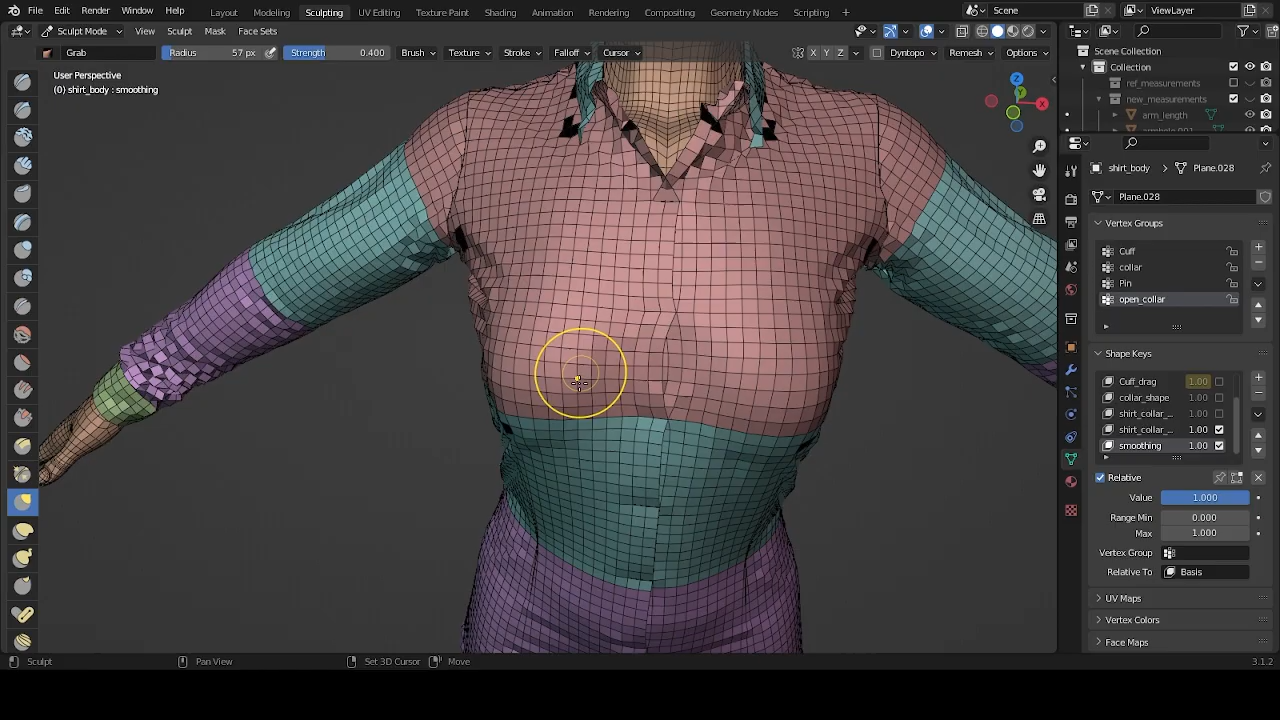 File Edit Render Window Help Layout Modeling Sculpting UV Editing Texture Paint Shading Animation Rendering Compositing Geometry Nodes Scripting + Scene ViewLayer
Sculpt Mode View Sculpt Mask Face Sets
Grab Radius 57 px Strength 0.400 Brush Texture Stroke Falloff Cursor X Y Z Dyntopo Remesh Options
User Perspective
(0) shirt_body : smoothing
Z
Y
X
Scene Collection
Collection
ref_measurements
new_measurements
arm_length
shirt_body > Plane.028
Plane.028
Vertex Groups
Cuff
collar
Pin
open_collar
Shape Keys
Cuff_drag 1.00
collar_shape 1.00
shirt_collar_... 1.00
shirt_collar_... 1.00
smoothing 1.00
Relative
Value 1.000
Range Min 0.000
Max 1.000
Vertex Group
Relative To Basis
UV Maps
Vertex Colors
Face Maps
Sculpt Pan View Set 3D Cursor Move 3.1.2